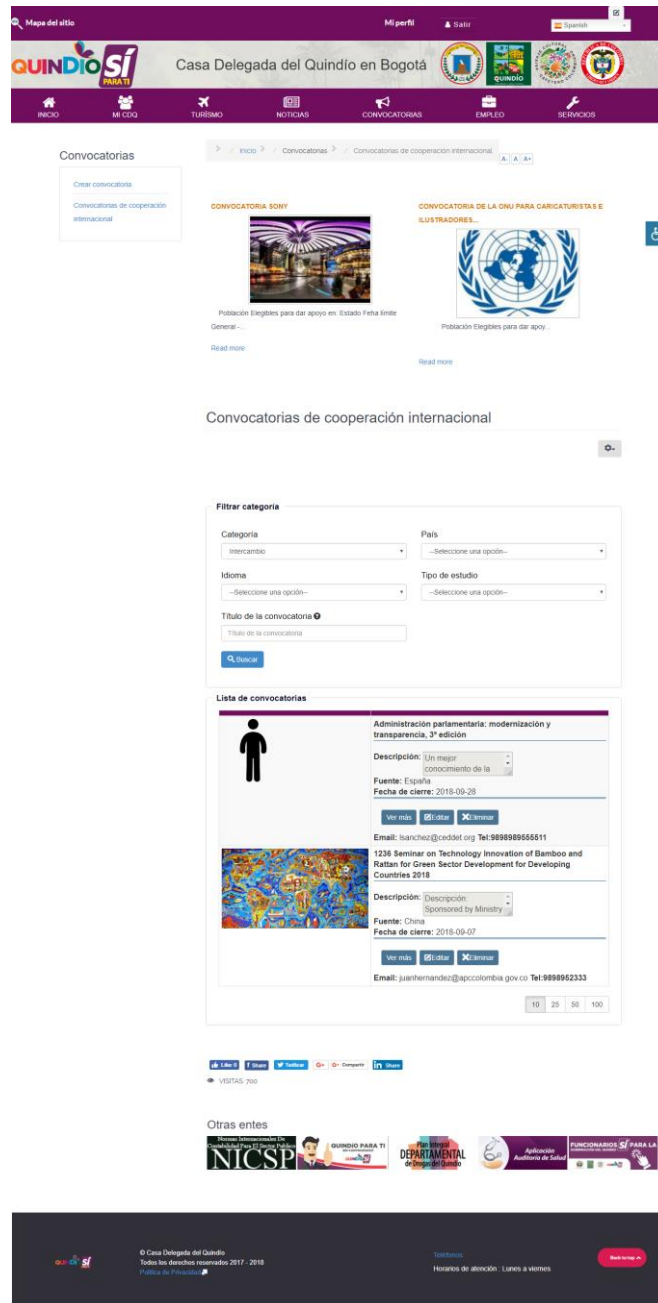 Mapa del sitio
Mi perfil
Salir
Spanish
QUINDÍO SÍ
PARA TI
Casa Delegada del Quindío en Bogotá
QUINDÍO
INICIO
MI CDQ
TURISMO
NOTICIAS
CONVOCATORIAS
EMPLEO
SERVICIOS
Convocatorias
Crear convocatoria
Convocatorias de cooperación
internacional
> / Inicio > / Convocatorias > / Convocatorias de cooperación internacional
A- A A+
CONVOCATORIA SONY
Población Elegibles para dar apoyo en: Estado Feha límite
General -...
Read more
CONVOCATORIA DE LA ONU PARA CARICATURISTAS E
ILUSTRADORES...
Población Elegibles para dar apoy...
Read more
Convocatorias de cooperación internacional
Filtrar categoría
Categoría
País
Intercambio
--Seleccione una opción--
Idioma
Tipo de estudio
--Seleccione una opción--
--Seleccione una opción--
Título de la convocatoria
Título de la convocatoria
Buscar
Lista de convocatorias
Administración parlamentaria: modernización y
transparencia, 3ª edición
Descripción: Un mejor
conocimiento de la
Fuente: España
Fecha de cierre: 2018-09-28
Ver más Editar Eliminar
Email: lsanchez@ceddet.org Tel:9898989555511
1236 Seminar on Technology Innovation of Bamboo and
Rattan for Green Sector Development for Developing
Countries 2018
Descripción: Descripción:
Sponsored by Ministry
Fuente: China
Fecha de cierre: 2018-09-07
Ver más Editar Eliminar
Email: juanhernandez@apccolombia.gov.co Tel:9898952333
10 25 50 100
Like 0
Share
Twittear
G+
Compartir
Share
VISITAS: 700
Otras entes
Normas Internacionales De
Contabilidad Para El Sector Publico
NICSP
QUINDÍO PARA TI
Plan Integral
DEPARTAMENTAL
de Drogas del Quindío
Aplicación
Auditoría de Salud
FUNCIONARIOS SÍ PARA LA
QUINDÍO SÍ
© Casa Delegada del Quindío
Todos los derechos reservados 2017 - 2018
Política de Privacidad
Teléfonos
Horarios de atención : Lunes a viernes
Back to top